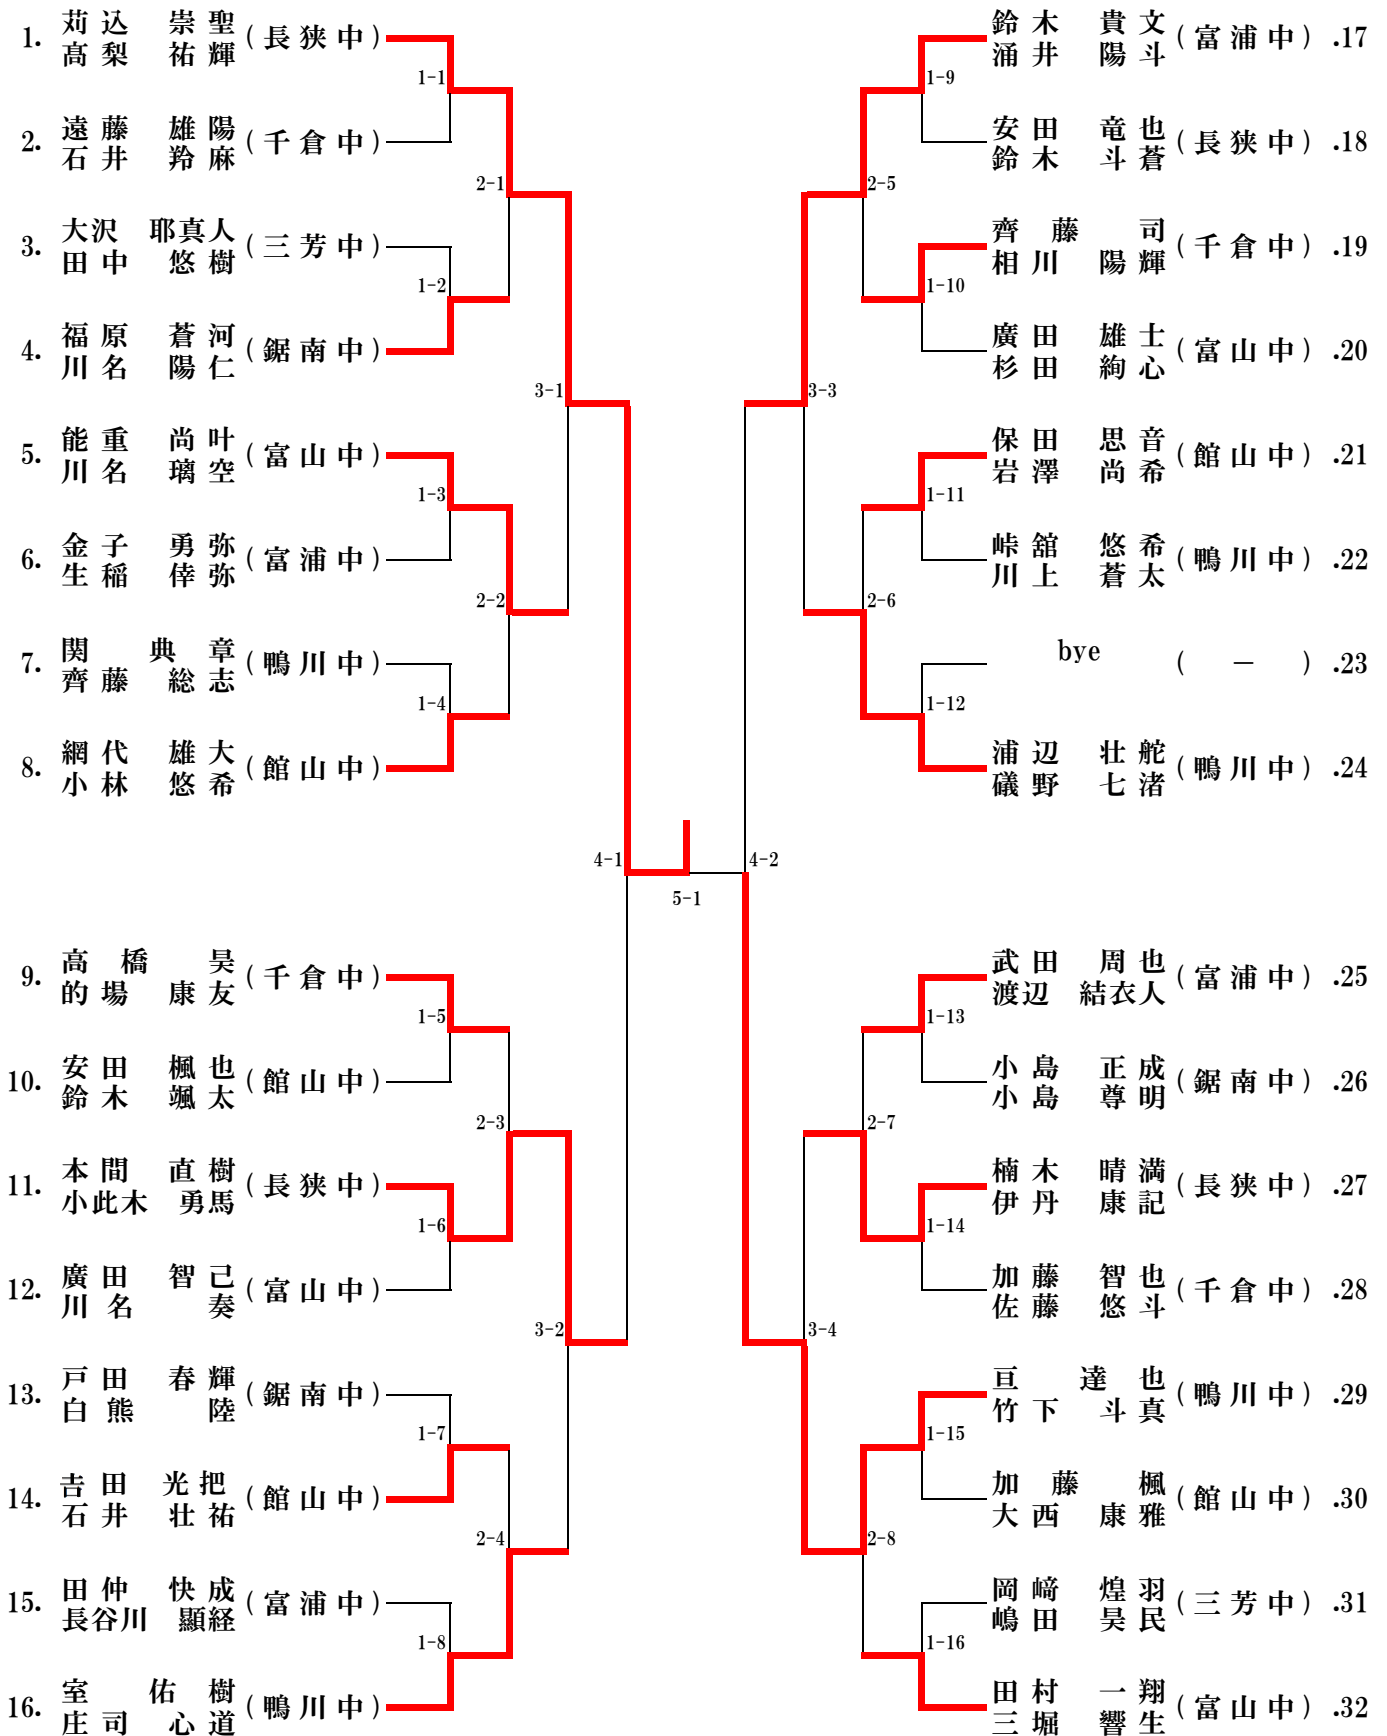 1. 苅込 崇聖
髙梨 祐輝 (長狭中)
1-1
2. 遠藤 雄陽
石井 羚麻 (千倉中)
2-1
3. 大沢 耶真人
田中 悠樹 (三芳中)
1-2
4. 福原 蒼河
川名 陽仁 (鋸南中)
3-1
5. 能重 尚叶
川名 璃空 (富山中)
1-3
6. 金子 勇弥
生稲 倖弥 (富浦中)
2-2
7. 関 典章
齊藤 総志 (鴨川中)
1-4
8. 網代 雄大
小林 悠希 (館山中)
4-1
5-1
4-2
9. 高橋 昊
的場 康友 (千倉中)
1-5
10. 安田 楓也
鈴木 颯太 (館山中)
2-3
11. 本間 直樹
小此木 勇馬 (長狭中)
1-6
12. 廣田 智己
川名 奏 (富山中)
3-2
13. 戸田 春輝
白熊 陸 (鋸南中)
1-7
14. 𠮷田 光把
石井 壮祐 (館山中)
2-4
15. 田仲 快成
長谷川 顯経 (富浦中)
1-8
16. 室 佑樹
庄司 心道 (鴨川中)
鈴木 貴文
涌井 陽斗 (富浦中) .17
1-9
安田 竜也
鈴木 斗蒼 (長狭中) .18
2-5
齊藤 司
相川 陽輝 (千倉中) .19
1-10
廣田 雄士
杉田 絢心 (富山中) .20
3-3
保田 思音
岩澤 尚希 (館山中) .21
1-11
峠舘 悠希
川上 蒼太 (鴨川中) .22
2-6
bye (－) .23
1-12
浦辺 壮舵
礒野 七渚 (鴨川中) .24
武田 周也
渡辺 結衣人 (富浦中) .25
1-13
小島 正成
小島 尊明 (鋸南中) .26
2-7
楠木 晴満
伊丹 康記 (長狭中) .27
1-14
加藤 智也
佐藤 悠斗 (千倉中) .28
3-4
亘 達也
竹下 斗真 (鴨川中) .29
1-15
加藤 楓
大西 康雅 (館山中) .30
2-8
岡﨑 煌羽
嶋田 昊民 (三芳中) .31
1-16
田村 一翔
三堀 響生 (富山中) .32